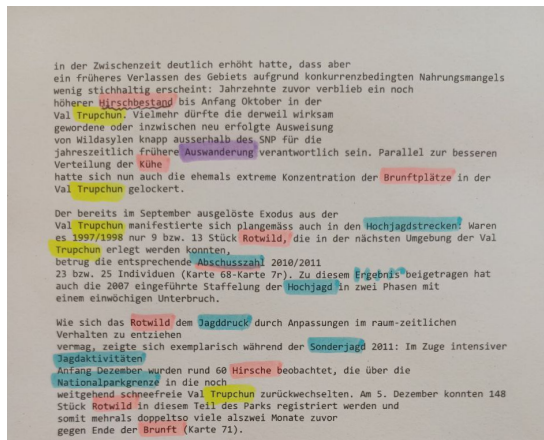 in der Zwischenzeit deutlich erhöht hatte, dass aber
ein früheres Verlassen des Gebiets aufgrund konkurrenzbedingten Nahrungsmangels
wenig stichhaltig erscheint: Jahrzehnte zuvor verblieb ein noch
höherer Hirschbestand bis Anfang Oktober in der
Val Trupchun. Vielmehr dürfte die derweil wirksam
gewordene oder inzwischen neu erfolgte Ausweisung
von Wildasylen knapp ausserhalb des SNP für die
jahreszeitlich frühere Auswanderung verantwortlich sein. Parallel zur besseren
Verteilung der Kühe
hatte sich nun auch die ehemals extreme Konzentration der Brunftplätze in der
Val Trupchun gelockert.
Der bereits im September ausgelöste Exodus aus der
Val Trupchun manifestierte sich plangemäss auch in den Hochjagdstrecken: Waren
es 1997/1998 nur 9 bzw. 13 Stück Rotwild, die in der nächsten Umgebung der Val
Trupchun erlegt werden konnten,
betrug die entsprechende Abschusszahl 2010/2011
23 bzw. 25 Individuen (Karte 68-Karte 7r). Zu diesem Ergebnis beigetragen hat
auch die 2007 eingeführte Staffelung der Hochjagd in zwei Phasen mit
einem einwöchigen Unterbruch.
Wie sich das Rotwild dem Jagddruck durch Anpassungen im raum-zeitlichen
Verhalten zu entziehen
vermag, zeigte sich exemplarisch während der Sonderjagd 2011: Im Zuge intensiver
Jagdaktivitäten
Anfang Dezember wurden rund 60 Hirsche beobachtet, die über die
Nationalparkgrenze in die noch
weitgehend schneefreie Val Trupchun zurückwechselten. Am 5. Dezember konnten 148
Stück Rotwild in diesem Teil des Parks registriert werden und
somit mehrals doppeltso viele alszwei Monate zuvor
gegen Ende der Brunft (Karte 71).